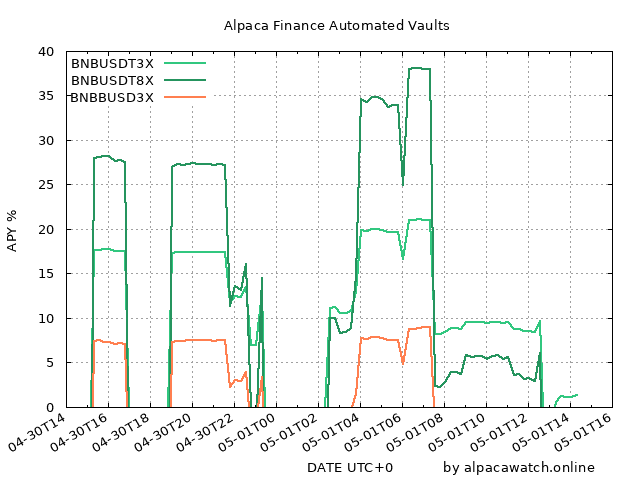 Alpaca Finance Automated Vaults
BNBUSDT3X
BNBUSDT8X
BNBBUSD3X
APY %
40
35
30
25
20
15
10
5
0
04-30T14
04-30T16
04-30T18
04-30T20
04-30T22
05-01T00
05-01T02
05-01T04
05-01T06
05-01T08
05-01T10
05-01T12
05-01T14
05-01T16
DATE UTC+0
by alpacawatch.online